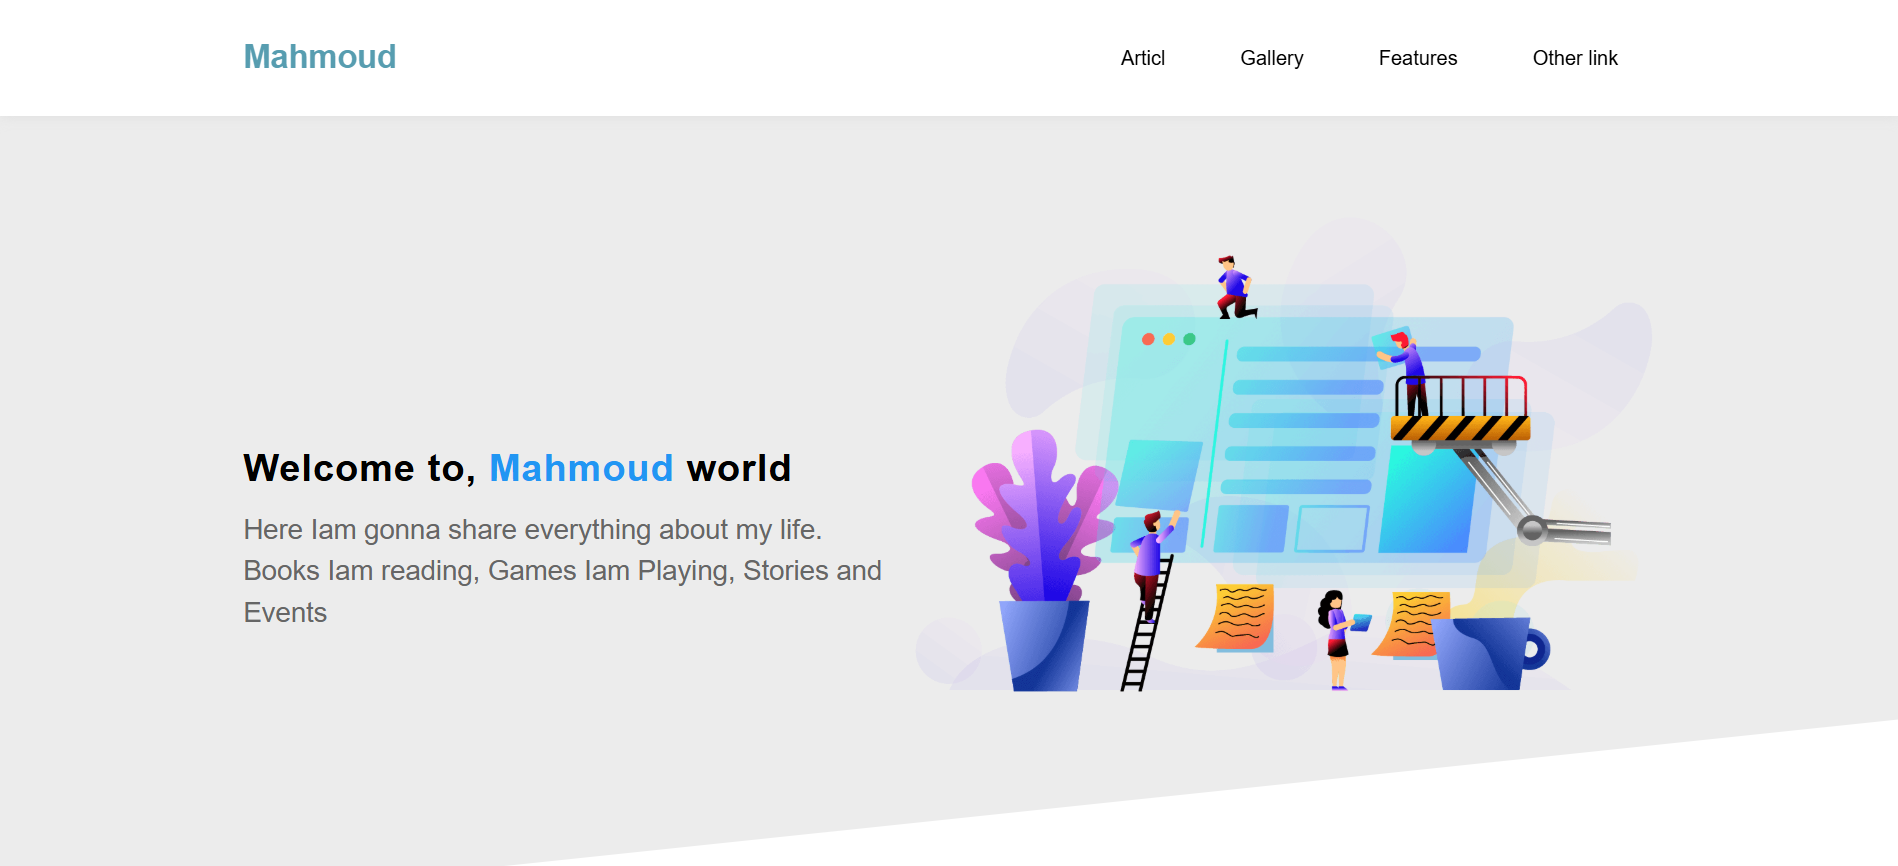 Mahmoud
Articl
Gallery
Features
Other link
Welcome to, Mahmoud world
Here Iam gonna share everything about my life.
Books Iam reading, Games Iam Playing, Stories and
Events